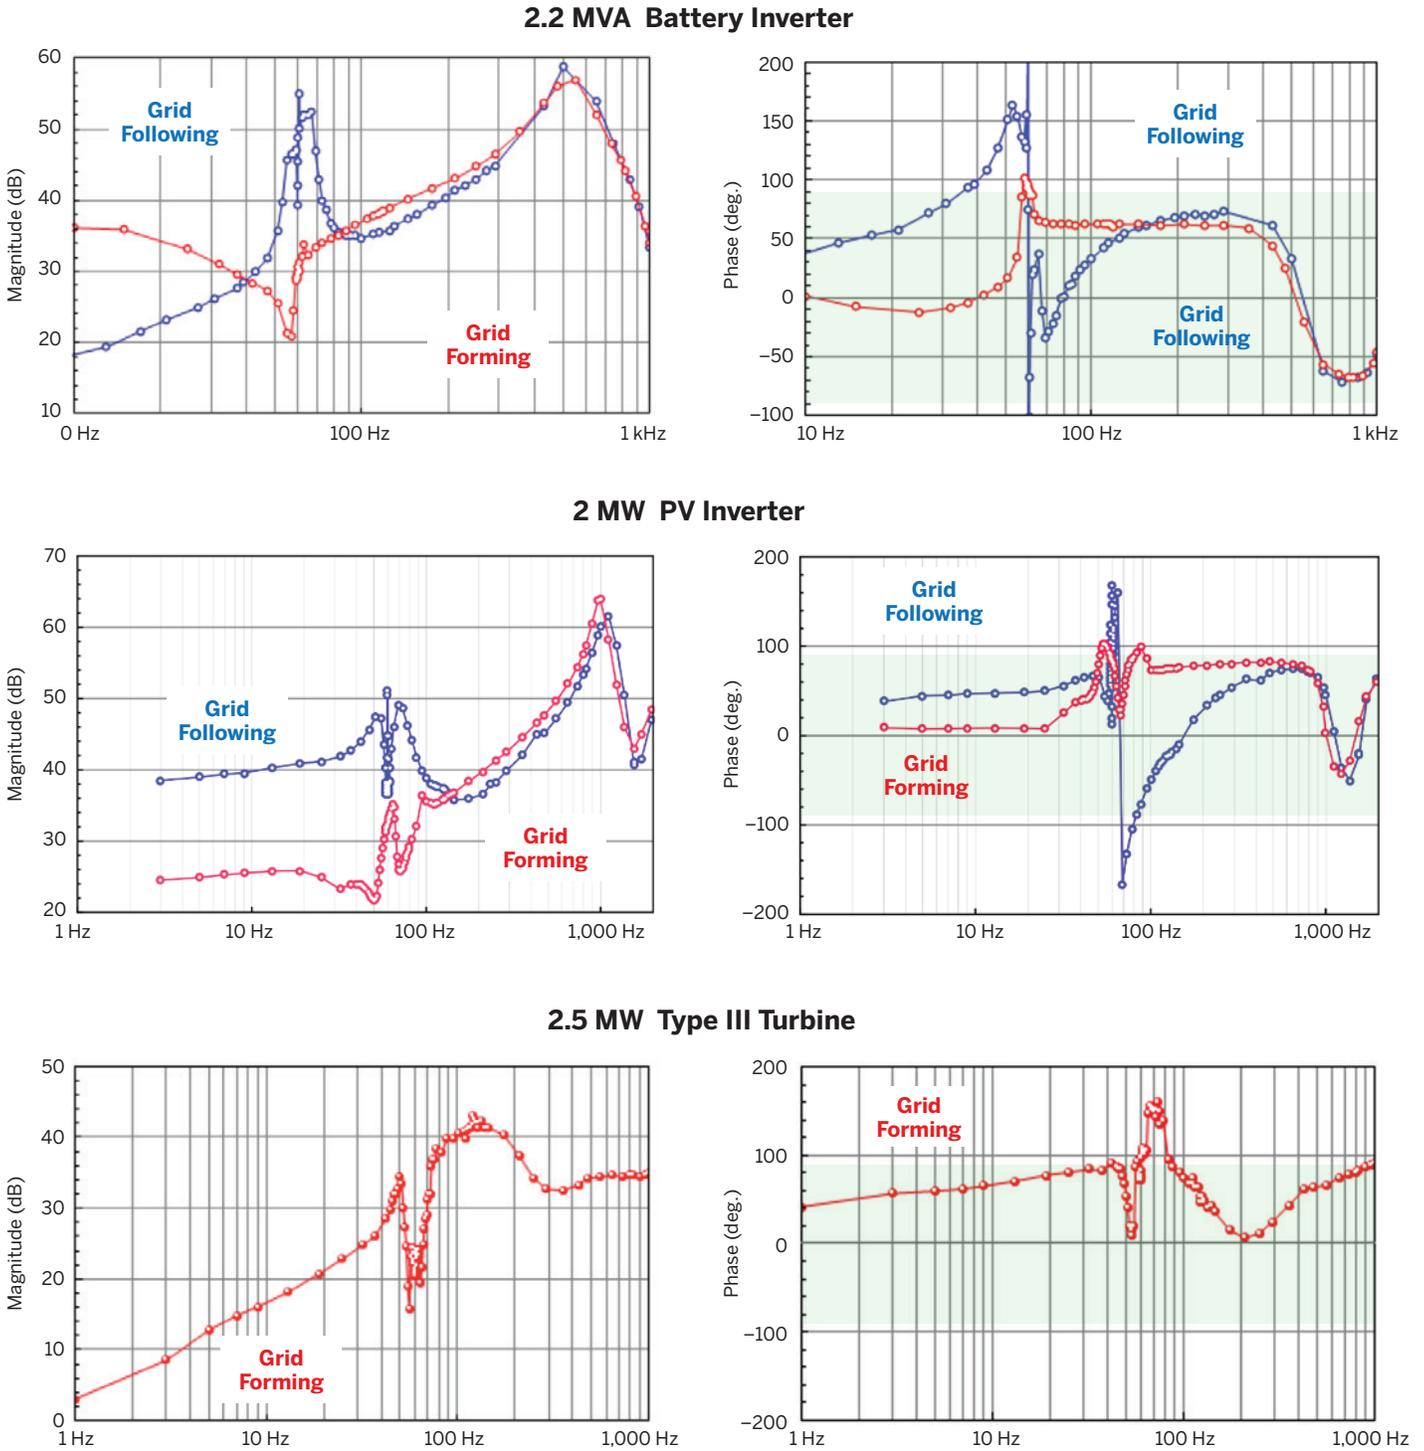 2.2 MVA Battery Inverter
60
50
40
30
20
10
Magnitude (dB)
Grid
Following
Grid
Forming
0 Hz
100 Hz
1 kHz
200
150
100
50
0
−50
−100
Phase (deg.)
Grid
Following
Grid
Following
10 Hz
100 Hz
1 kHz
2 MW PV Inverter
70
60
50
40
30
20
Magnitude (dB)
Grid
Following
Grid
Forming
1 Hz
10 Hz
100 Hz
1,000 Hz
200
100
0
−100
−200
Phase (deg.)
Grid
Following
Grid
Forming
1 Hz
10 Hz
100 Hz
1,000 Hz
2.5 MW Type III Turbine
50
40
30
20
10
0
Magnitude (dB)
Grid
Forming
1 Hz
10 Hz
100 Hz
1,000 Hz
200
100
0
−100
−200
Phase (deg.)
Grid
Forming
1 Hz
10 Hz
100 Hz
1,000 Hz